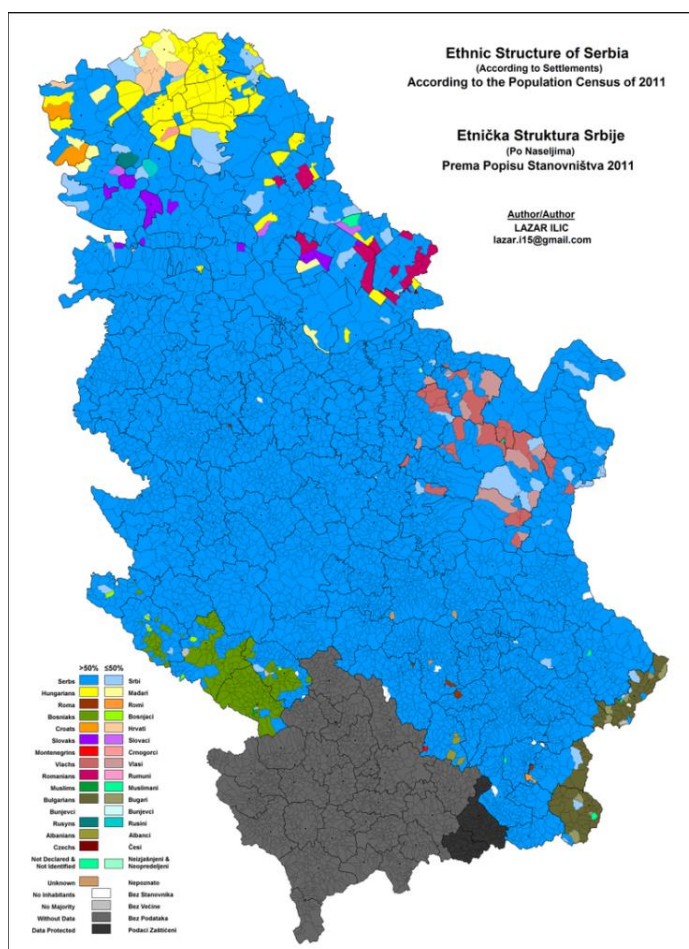 Ethnic Structure of Serbia
(According to Settlements)
According to the Population Census of 2011
Etnička Struktura Srbije
(Po Naseljima)
Prema Popisu Stanovništva 2011
Author/Author
LAZAR ILIC
lazar.i15@gmail.com
>50% ≤50%
Serbs Srbi
Hungarians Mađari
Roma Romi
Bosniaks Bosnjaci
Croats Hrvati
Slovaks Slovaci
Montenegrins Crnogorci
Vlachs Vlasi
Romanians Rumuni
Muslims Muslimani
Bulgarians Bugari
Bunjevci Bunjevci
Rusyns Rusini
Albanians Albanci
Czechs Česi
Not Declared & Neizjašnjeni &
Not Identified Neopredeljeni
Unknown Nepoznato
No Inhabitants Bez Stanovnika
No Majority Bez Većine
Without Data Bez Podataka
Data Protected Podaci Zaštićeni